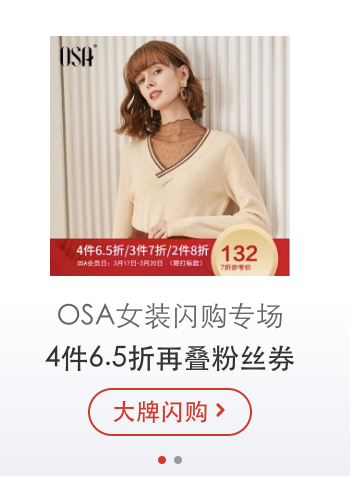 OSA®
4件6.5折/3件7折/2件8折
OSA会员日：3月17日-3月20日 （赠打标款）
132
7折参考价
OSA女装闪购专场
4件6.5折再叠粉丝券
大牌闪购 >